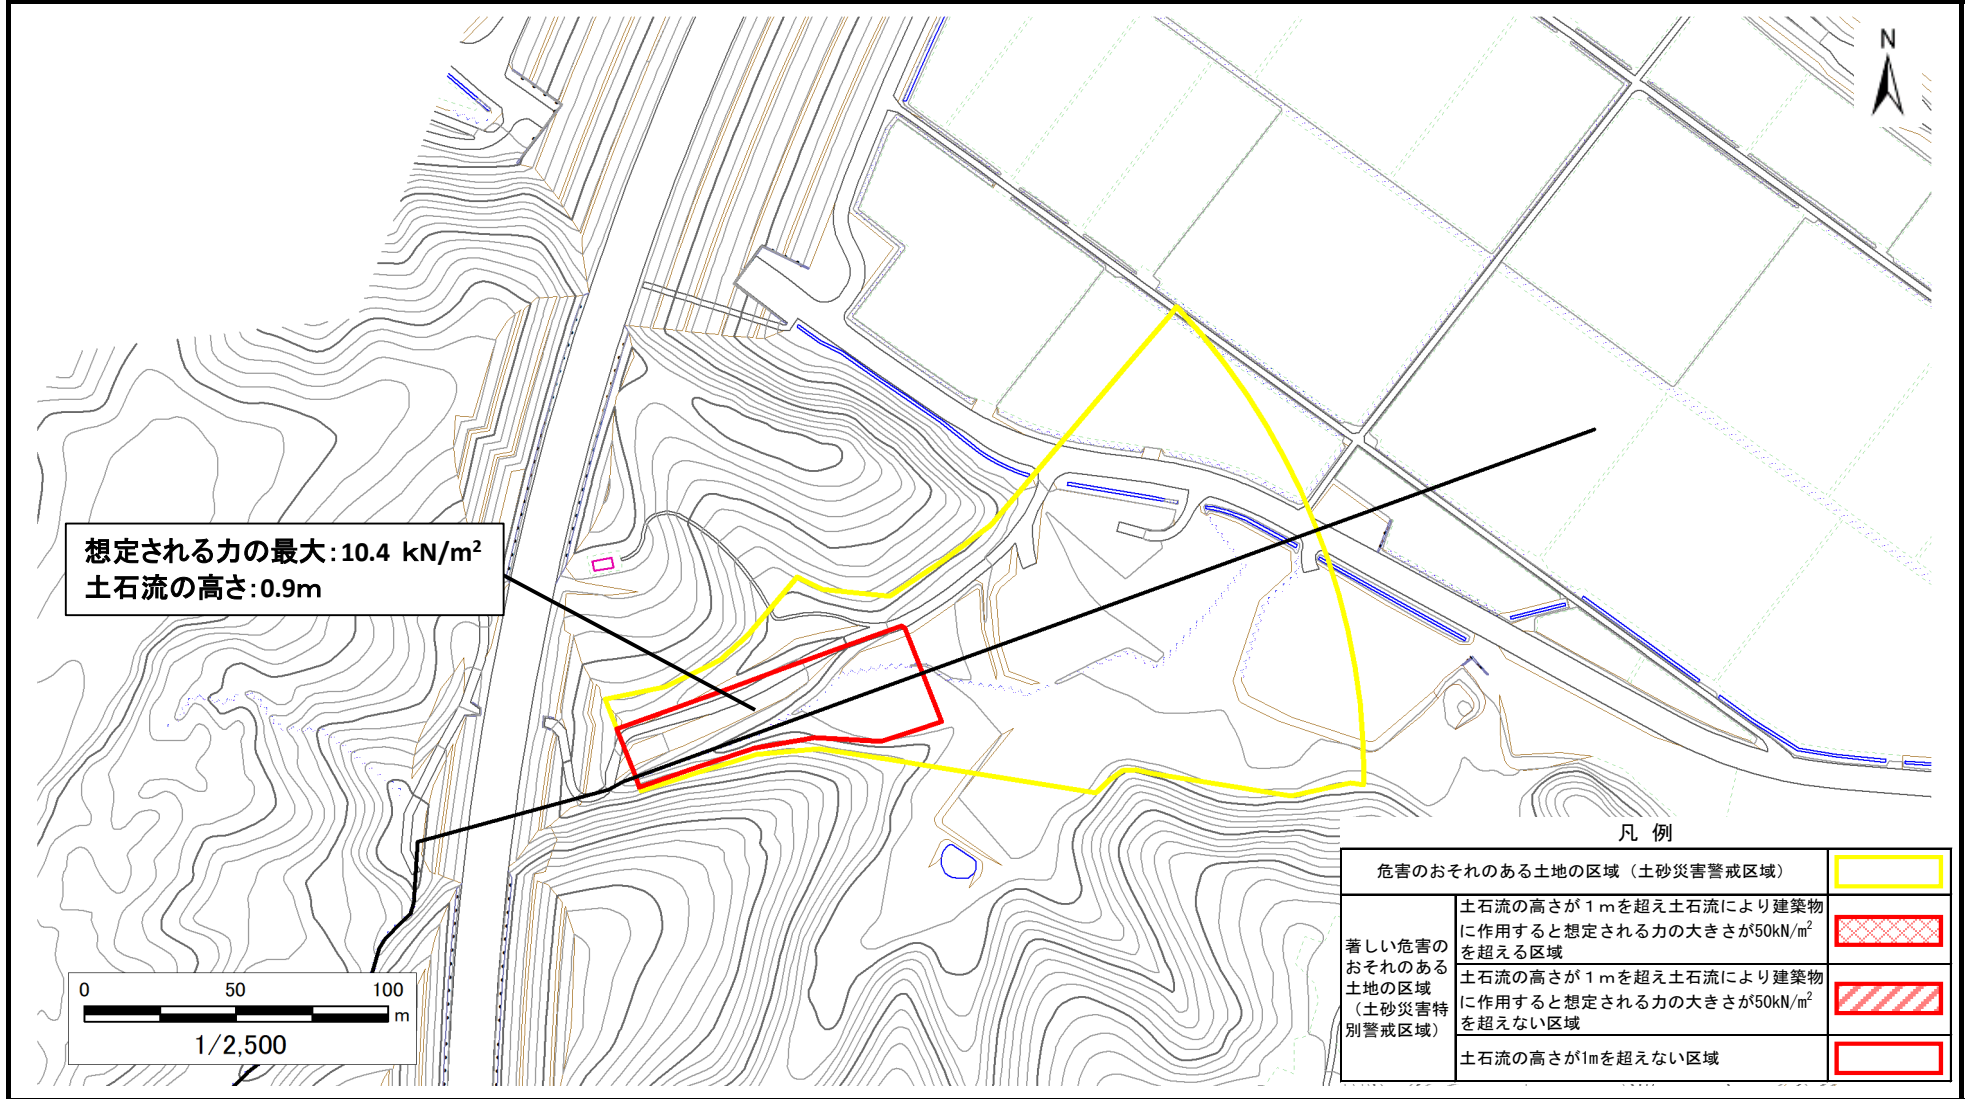 N
想定される力の最大:10.4 kN/m²
土石流の高さ:0.9m
0 50 100
m
1/2,500
凡 例
危害のおそれのある土地の区域（土砂災害警戒区域）
著しい危害の
おそれのある
土地の区域
（土砂災害特
別警戒区域）
土石流の高さが１ｍを超え土石流により建築物
に作用すると想定される力の大きさが50kN/㎡
を超える区域
土石流の高さが１ｍを超え土石流により建築物
に作用すると想定される力の大きさが50kN/㎡
を超えない区域
土石流の高さが1mを超えない区域